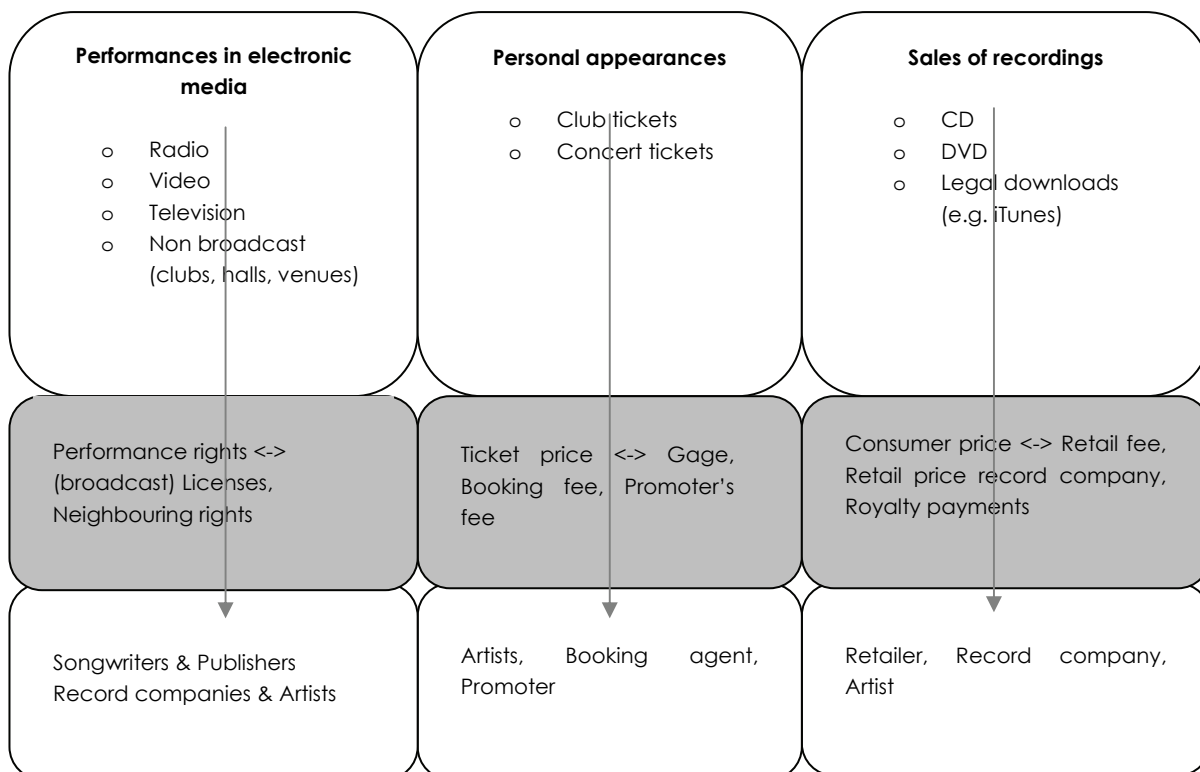 Performances in electronic
media
o Radio
o Video
o Television
o Non broadcast
(clubs, halls, venues)
Personal appearances
o Club tickets
o Concert tickets
Sales of recordings
o CD
o DVD
o Legal downloads
(e.g. iTunes)
Performance rights <->
(broadcast) Licenses,
Neighbouring rights
Ticket price <-> Gage,
Booking fee, Promoter's
fee
Consumer price <-> Retail fee,
Retail price record company,
Royalty payments
Songwriters & Publishers
Record companies & Artists
Artists, Booking agent,
Promoter
Retailer, Record company,
Artist